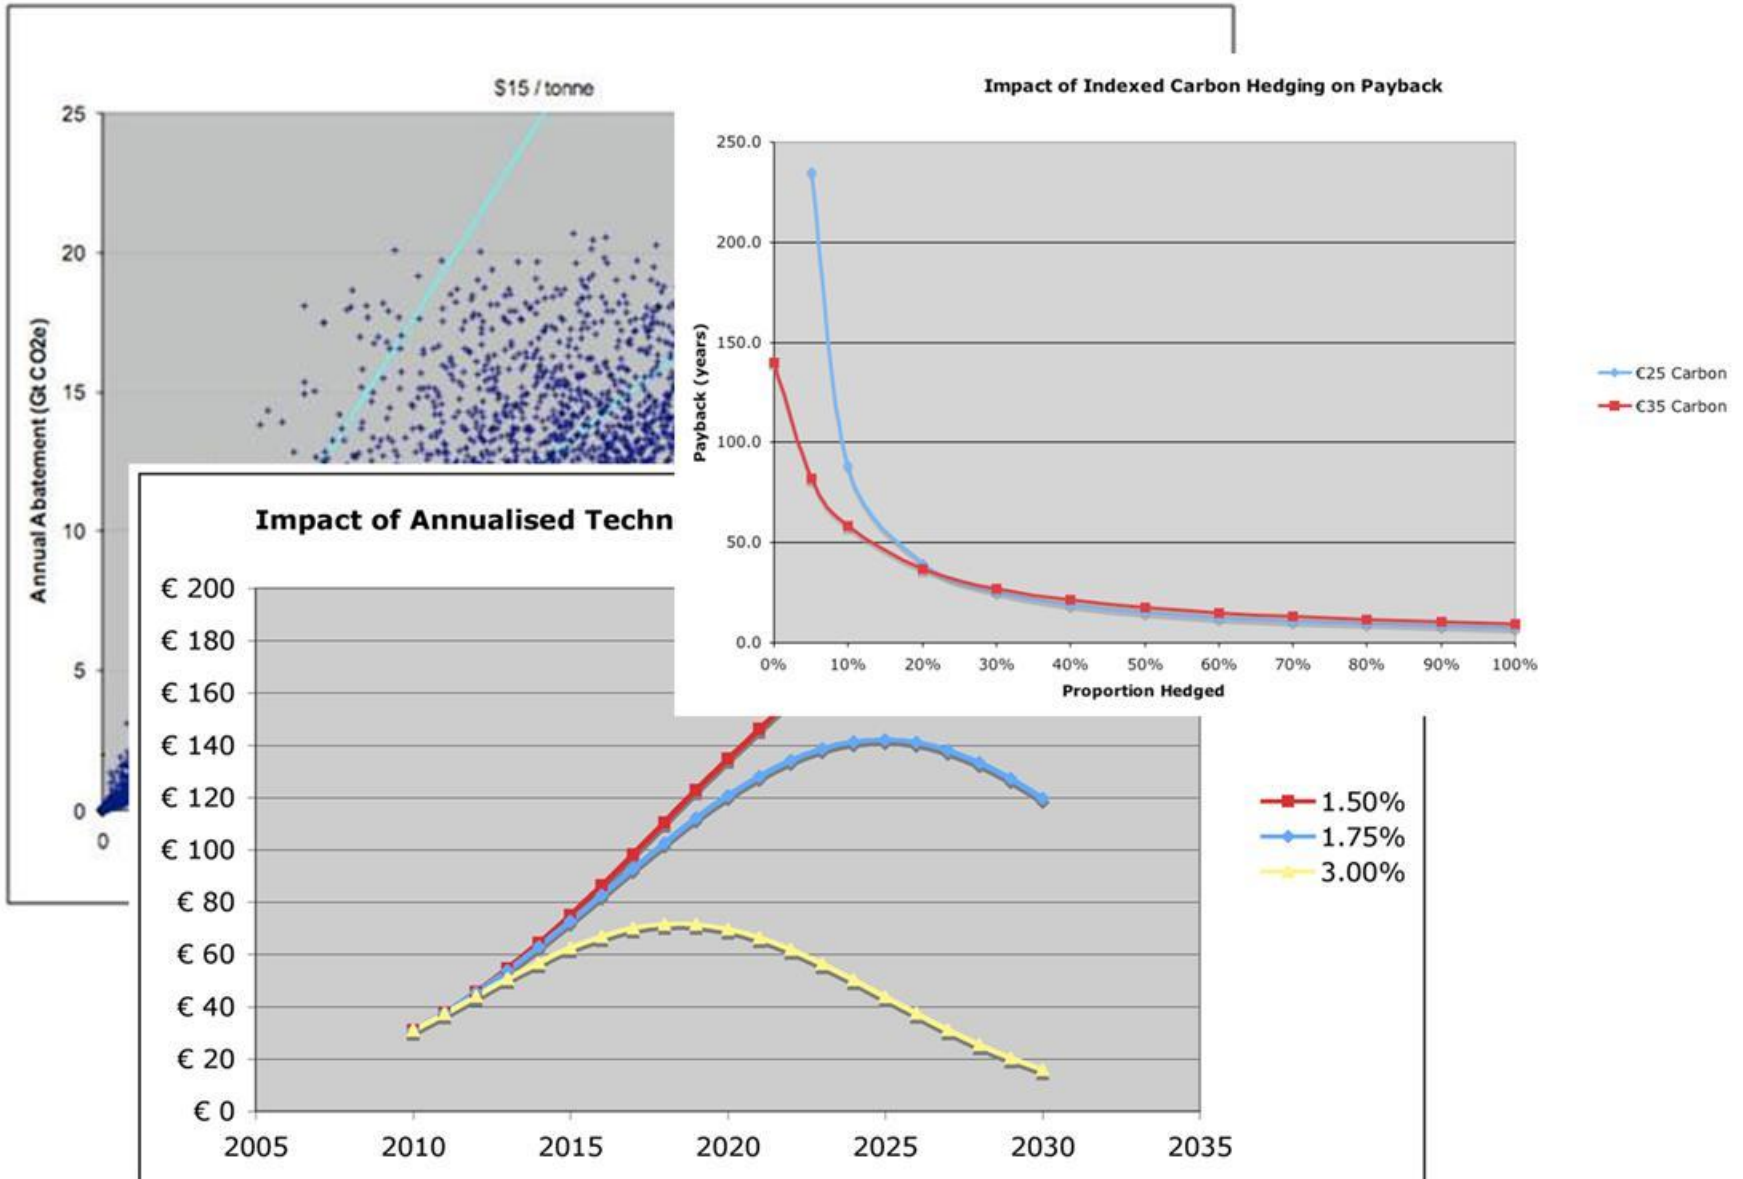 $15 / tonne
25
20
15
10
5
0
0
Annual Abatement (Gt CO2e)
Impact of Indexed Carbon Hedging on Payback
250.0
200.0
150.0
100.0
50.0
0.0
Payback (years)
0% 10% 20% 30% 40% 50% 60% 70% 80% 90% 100%
Proportion Hedged
€25 Carbon
€35 Carbon
Impact of Annualised Techn
€ 200
€ 180
€ 160
€ 140
€ 120
€ 100
€ 80
€ 60
€ 40
€ 20
€ 0
2005 2010 2015 2020 2025 2030 2035
1.50%
1.75%
3.00%